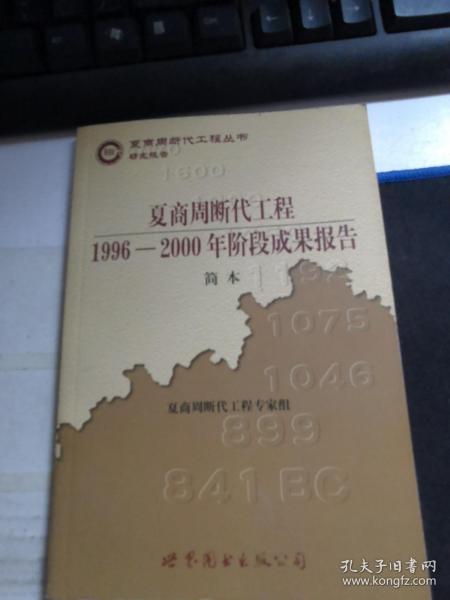 夏商周断代工程丛书
研究报告
1600
夏商周断代工程
1996—2000年阶段成果报告
简本
1192
1075
1046
夏商周断代工程专家组
899
841 BC
世界图书出版公司
孔夫子旧书网
www.kongfz.com